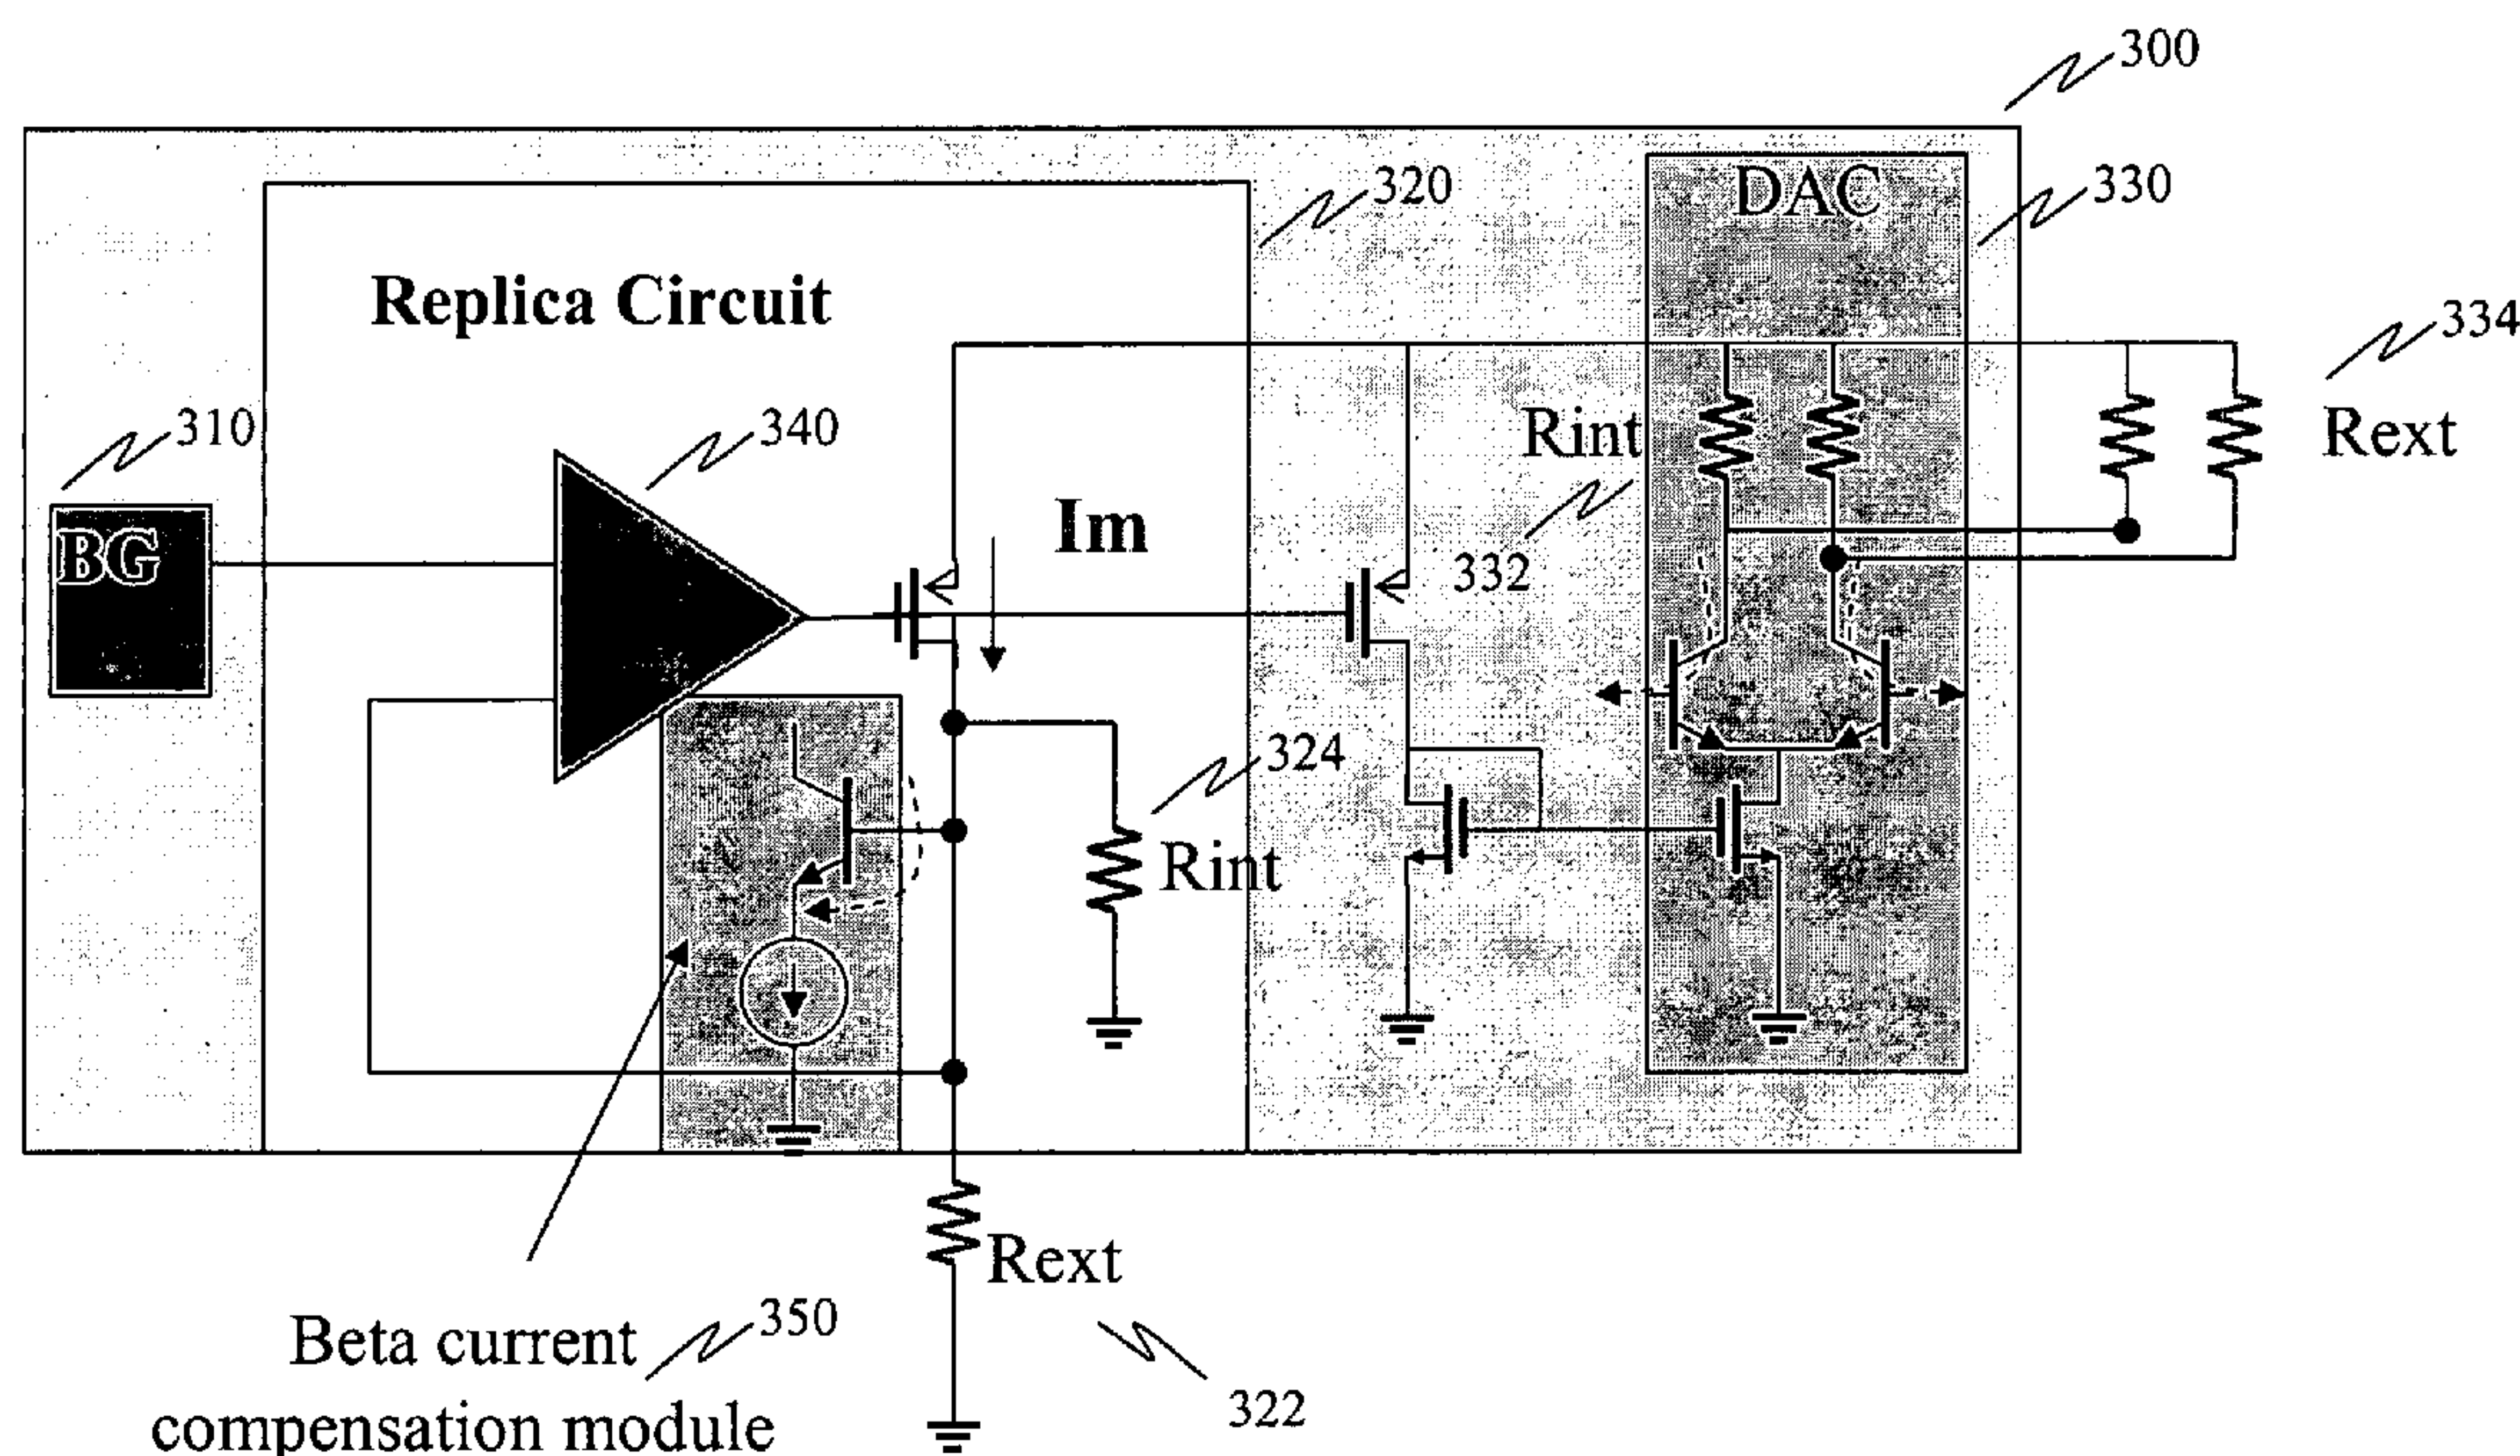 300
320
DAC
330
Replica Circuit
334
310
340
Rint
Rext
BG
Im
332
324
Rint
Rext
350
Beta current
compensation module
322